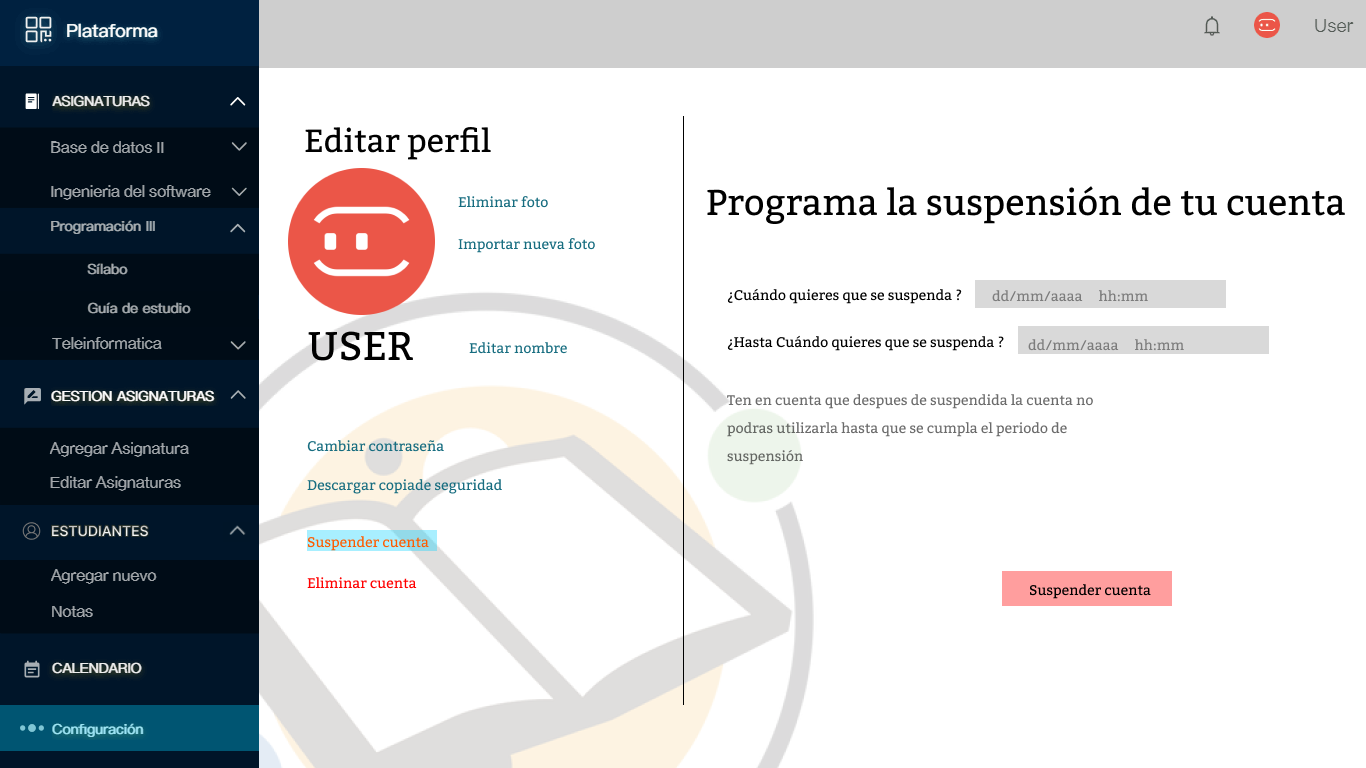 Plataforma
User
ASIGNATURAS
Base de datos II
Ingenieria del software
Programación III
Sílabo
Guía de estudio
Teleinformatica
GESTION ASIGNATURAS
Agregar Asignatura
Editar Asignaturas
ESTUDIANTES
Agregar nuevo
Notas
CALENDARIO
Configuración
Editar perfil
Eliminar foto
Importar nueva foto
USER
Editar nombre
Cambiar contraseña
Descargar copiade seguridad
Suspender cuenta
Eliminar cuenta
Programa la suspensión de tu cuenta
¿Cuándo quieres que se suspenda ? dd/mm/aaaa hh:mm
¿Hasta Cuándo quieres que se suspenda ? dd/mm/aaaa hh:mm
Ten en cuenta que despues de suspendida la cuenta no
podras utilizarla hasta que se cumpla el periodo de
suspensión
Suspender cuenta